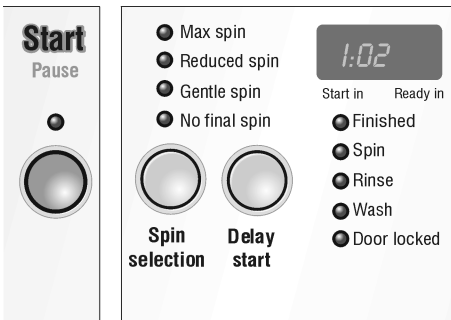 Start
Pause
Max spin
Reduced spin
Gentle spin
No final spin
Spin
selection
Delay
start
1:02
Start in Ready in
Finished
Spin
Rinse
Wash
Door locked